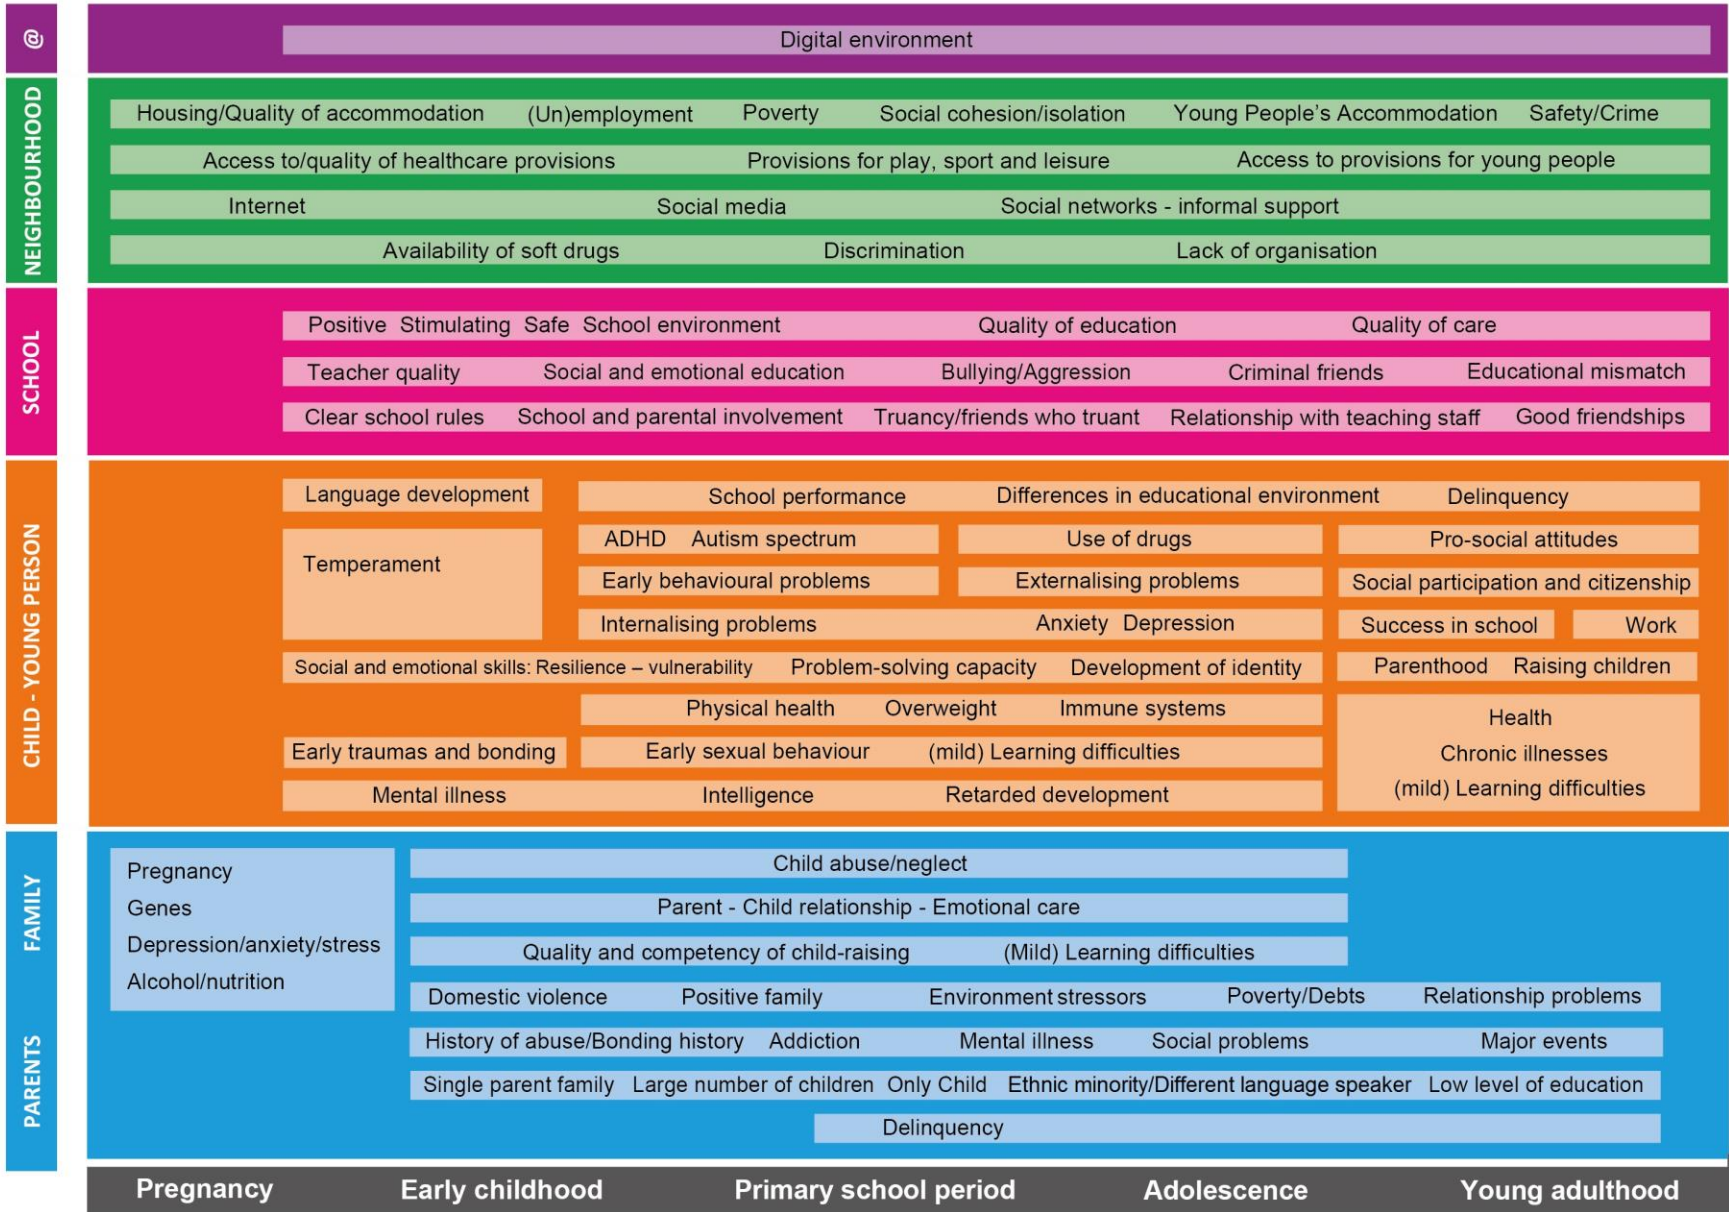 @
Digital environment
NEIGHBOURHOOD
Housing/Quality of accommodation (Un)employment Poverty Social cohesion/isolation Young People's Accommodation Safety/Crime
Access to/quality of healthcare provisions Provisions for play, sport and leisure Access to provisions for young people
Internet Social media Social networks - informal support
Availability of soft drugs Discrimination Lack of organisation
SCHOOL
Positive Stimulating Safe School environment Quality of education Quality of care
Teacher quality Social and emotional education Bullying/Aggression Criminal friends Educational mismatch
Clear school rules School and parental involvement Truancy/friends who truant Relationship with teaching staff Good friendships
CHILD - YOUNG PERSON
Language development School performance Differences in educational environment Delinquency
Temperament
ADHD Autism spectrum Use of drugs Pro-social attitudes
Early behavioural problems Externalising problems Social participation and citizenship
Internalising problems Anxiety Depression Success in school Work
Social and emotional skills: Resilience – vulnerability Problem-solving capacity Development of identity Parenthood Raising children
Physical health Overweight Immune systems
Early traumas and bonding Early sexual behaviour (mild) Learning difficulties
Mental illness Intelligence Retarded development
Health
Chronic illnesses
(mild) Learning difficulties
FAMILY
PARENTS
Pregnancy
Genes
Depression/anxiety/stress
Alcohol/nutrition
Child abuse/neglect
Parent - Child relationship - Emotional care
Quality and competency of child-raising (Mild) Learning difficulties
Domestic violence Positive family Environment stressors Poverty/Debts Relationship problems
History of abuse/Bonding history Addiction Mental illness Social problems Major events
Single parent family Large number of children Only Child Ethnic minority/Different language speaker Low level of education
Delinquency
Pregnancy Early childhood Primary school period Adolescence Young adulthood